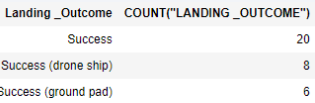 Landing _Outcome COUNT("LANDING _OUTCOME")
Success 20
Success (drone ship) 8
Success (ground pad) 6